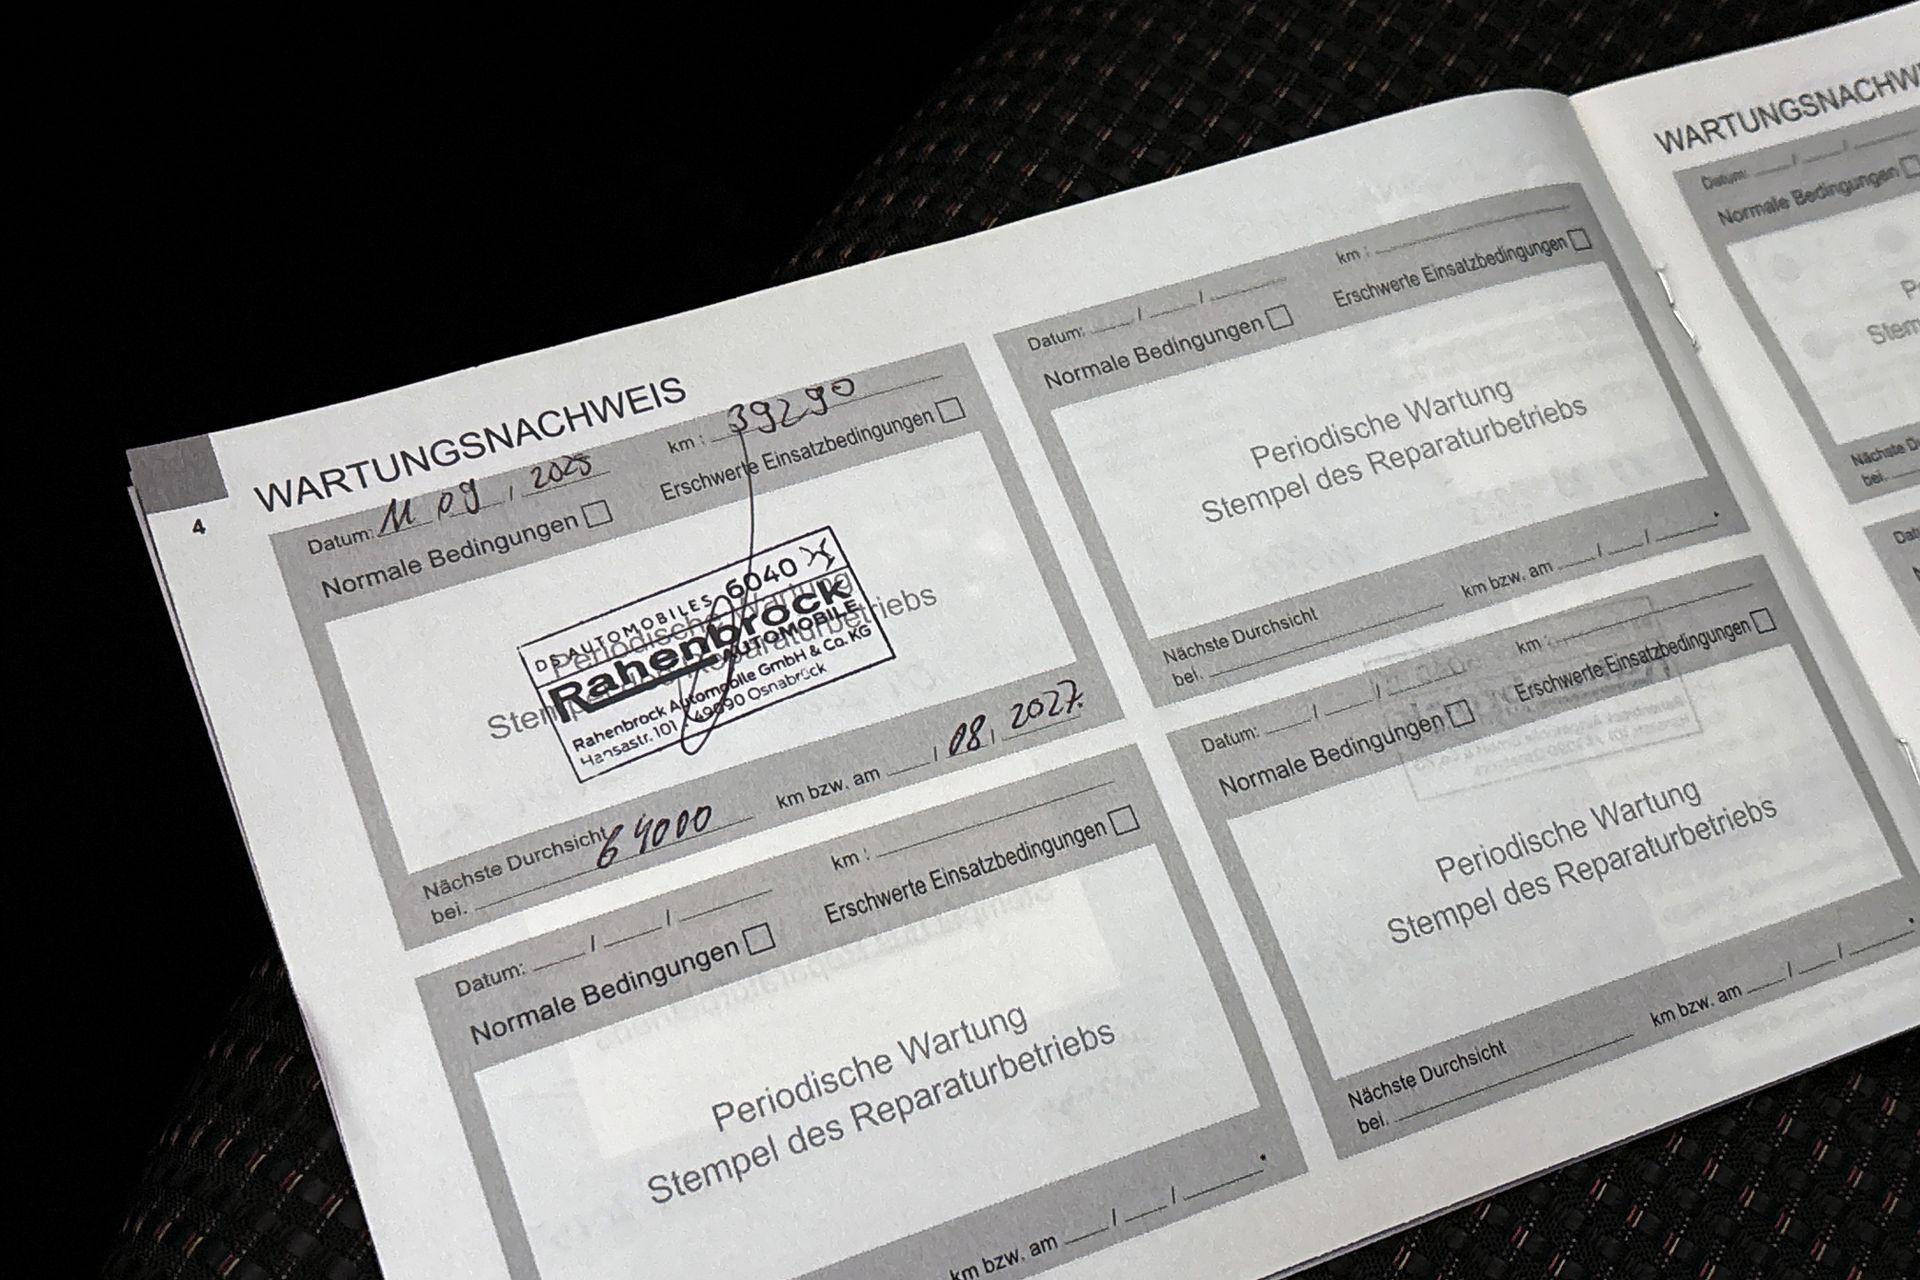 4
WARTUNGSNACHWEIS
Datum: 11 09 , 2025 km : 39290
Normale Bedingungen Erschwerte Einsatzbedingungen
Periodische Wartung
Stempel des Reparaturbetriebs
DS AUTOMOBILES 6040
Rahenbrock
AUTOMOBILE
Rahenbrock Automobile GmbH & Co. KG
Hansastr. 101 49090 Osnabrück
Nächste Durchsicht
bei. 64000 km bzw. am / 08 , 2027.
Datum: / / km :
Normale Bedingungen Erschwerte Einsatzbedingungen
Periodische Wartung
Stempel des Reparaturbetriebs
Nächste Durchsicht
bei. km bzw. am / / .
Datum: / / km :
Normale Bedingungen Erschwerte Einsatzbedingungen
Periodische Wartung
Stempel des Reparaturbetriebs
km bzw. am / / .
Datum: / / km :
Normale Bedingungen Erschwerte Einsatzbedingungen
Periodische Wartung
Stempel des Reparaturbetriebs
Nächste Durchsicht
bei. km bzw. am / / .
WARTUNGSNACHW
Datum: / /
Normale Bedingungen
Nächste
bei.